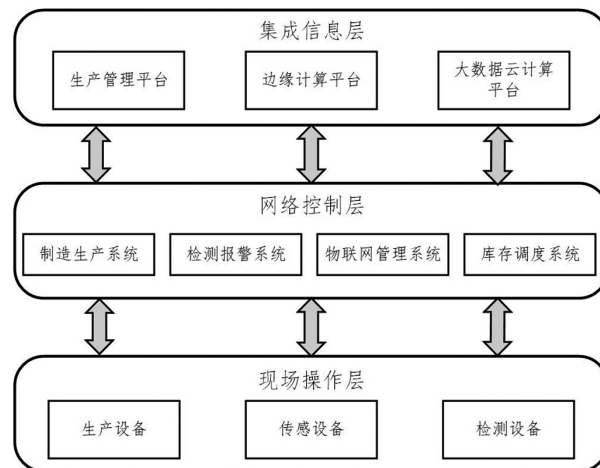 集成信息层
生产管理平台
边缘计算平台
大数据云计算
平台
网络控制层
制造生产系统
检测报警系统
物联网管理系统
库存调度系统
现场操作层
生产设备
传感设备
检测设备